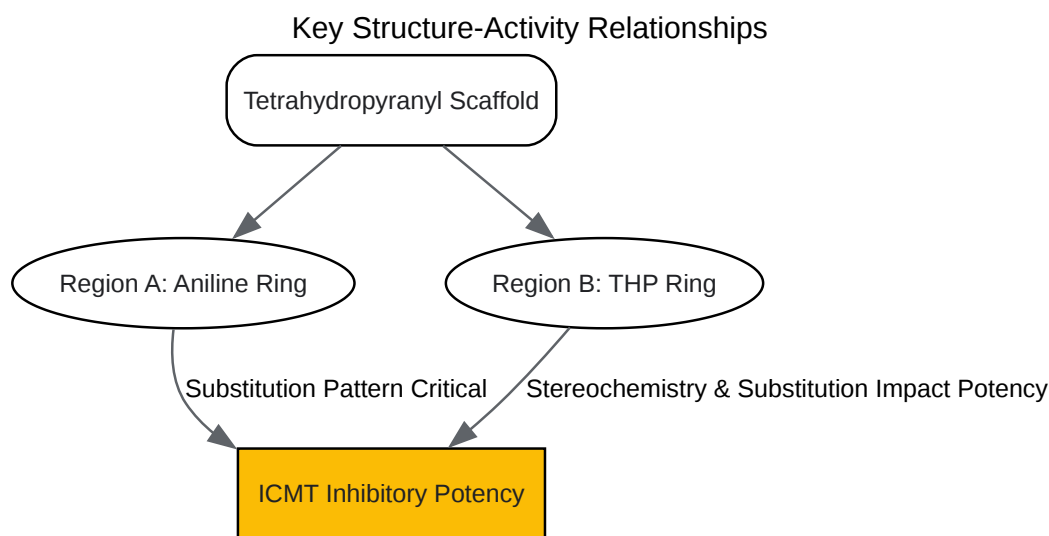 Key Structure-Activity Relationships
Tetrahydropyranyl Scaffold
Region A: Aniline Ring
Region B: THP Ring
Substitution Pattern Critical
Stereochemistry & Substitution Impact Potency
ICMT Inhibitory Potency